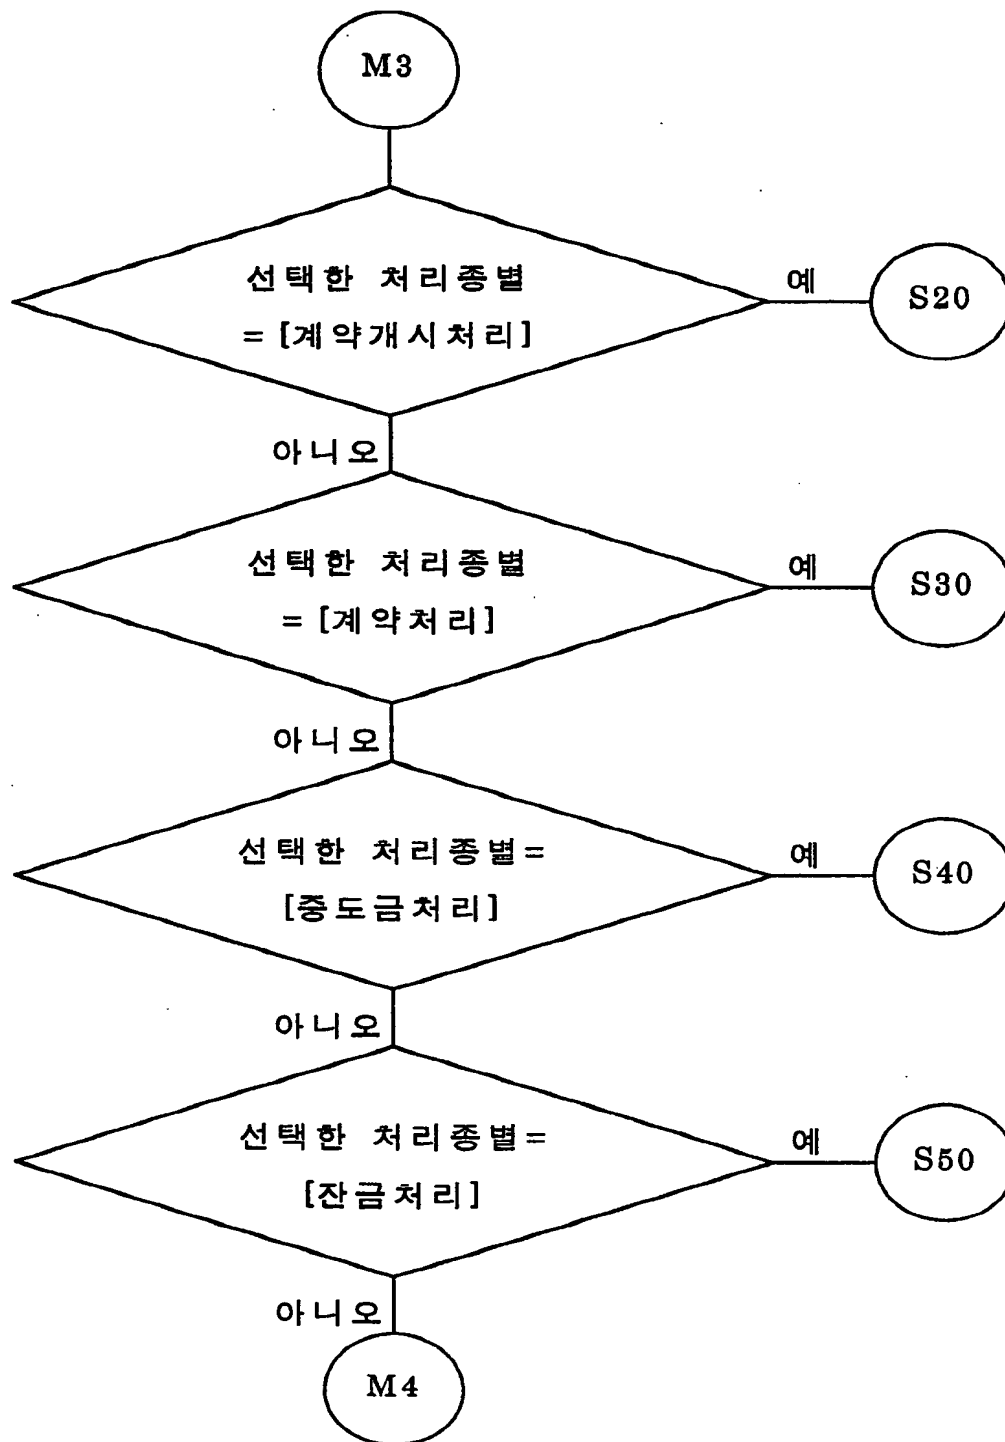 M3
선택한 처리종별
= [계약개시처리]
예
S20
아니오
선택한 처리종별
= [계약처리]
예
S30
아니오
선택한 처리종별=
[중도금처리]
예
S40
아니오
선택한 처리종별=
[잔금처리]
예
S50
아니오
M4